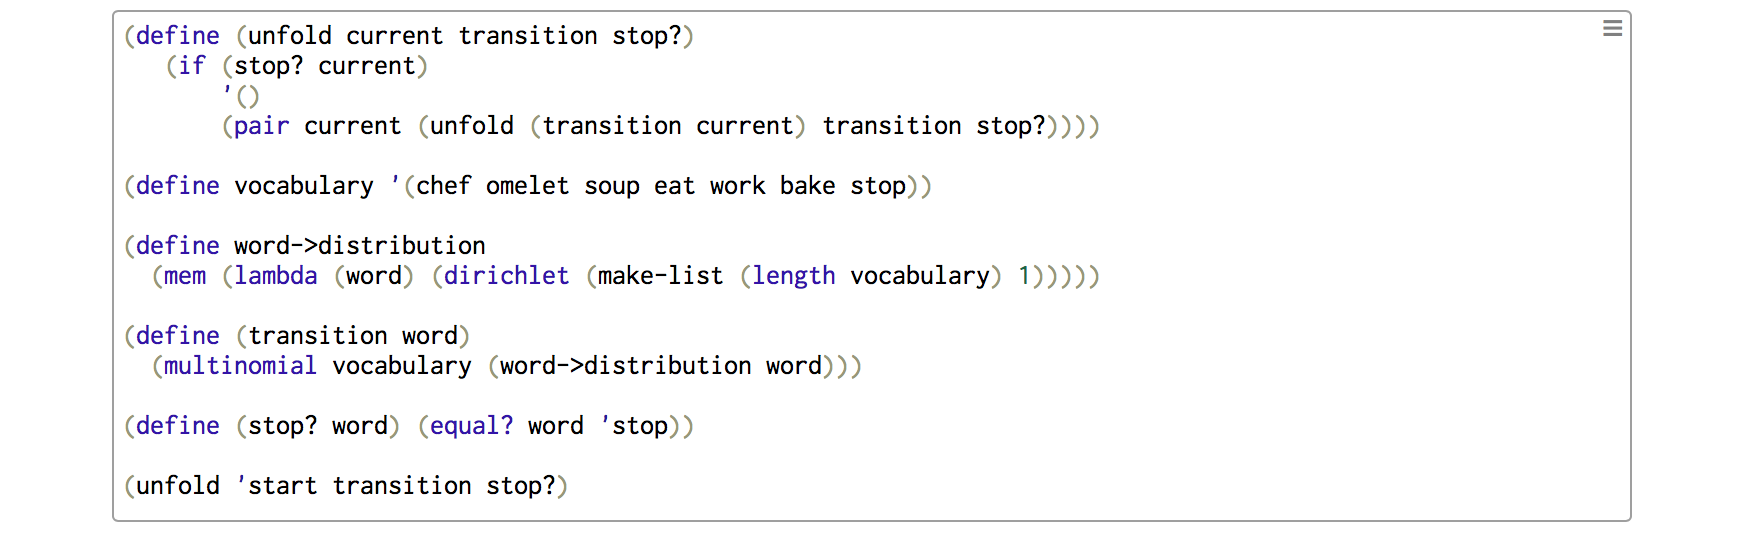 (define (unfold current transition stop?)
   (if (stop? current)
       '()
       (pair current (unfold (transition current) transition stop?))))
(define vocabulary '(chef omelet soup eat work bake stop))
(define word->distribution
  (mem (lambda (word) (dirichlet (make-list (length vocabulary) 1)))))
(define (transition word)
  (multinomial vocabulary (word->distribution word)))
(define (stop? word) (equal? word 'stop))
(unfold 'start transition stop?)